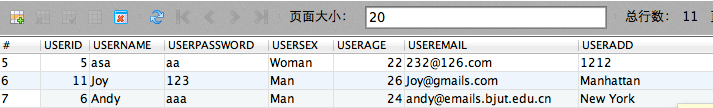 页面大小： 20 总行数： 11
# USERID USERNAME USERPASSWORD USERSEX USERAGE USEREMAIL USERADD
5 5 asa aa Woman 22 232@126.com 1212
6 11 Joy 123 Man 26 Joy@gmails.com Manhattan
7 6 Andy aaa Man 24 andy@emails.bjut.edu.cn New York